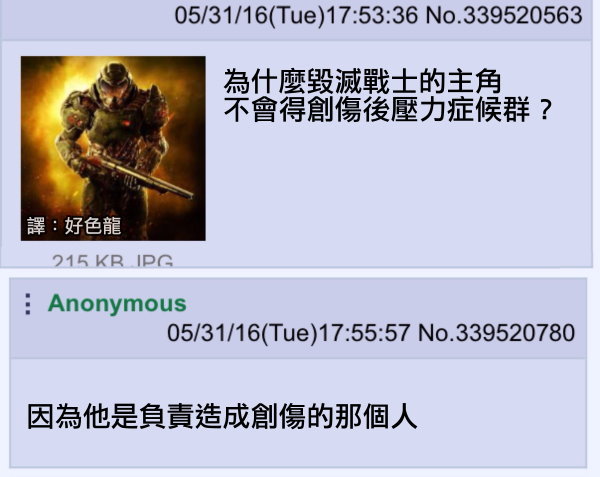 05/31/16(Tue)17:53:36 No.339520563
為什麼毀滅戰士的主角
不會得創傷後壓力症候群？
譯：好色龍
215 KB JPG
Anonymous
05/31/16(Tue)17:55:57 No.339520780
因為他是負責造成創傷的那個人